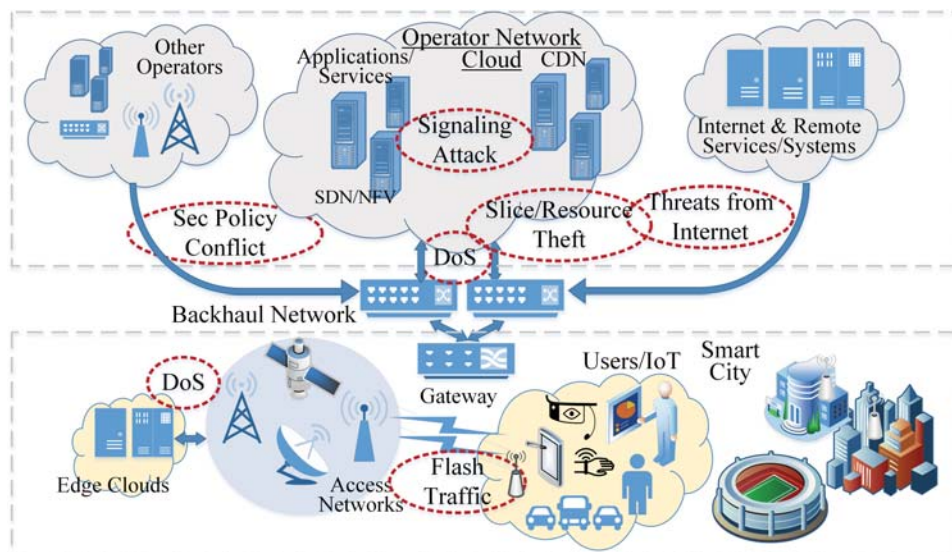 Other
Operators
Applications/
Services
Operator Network
Cloud
CDN
Signaling
Attack
SDN/NFV
Internet & Remote
Services/Systems
Sec Policy
Conflict
Slice/Resource
Theft
Threats from
Internet
DoS
Backhaul Network
Gateway
DoS
Edge Clouds
Access
Networks
Flash
Traffic
Users/IoT
Smart
City